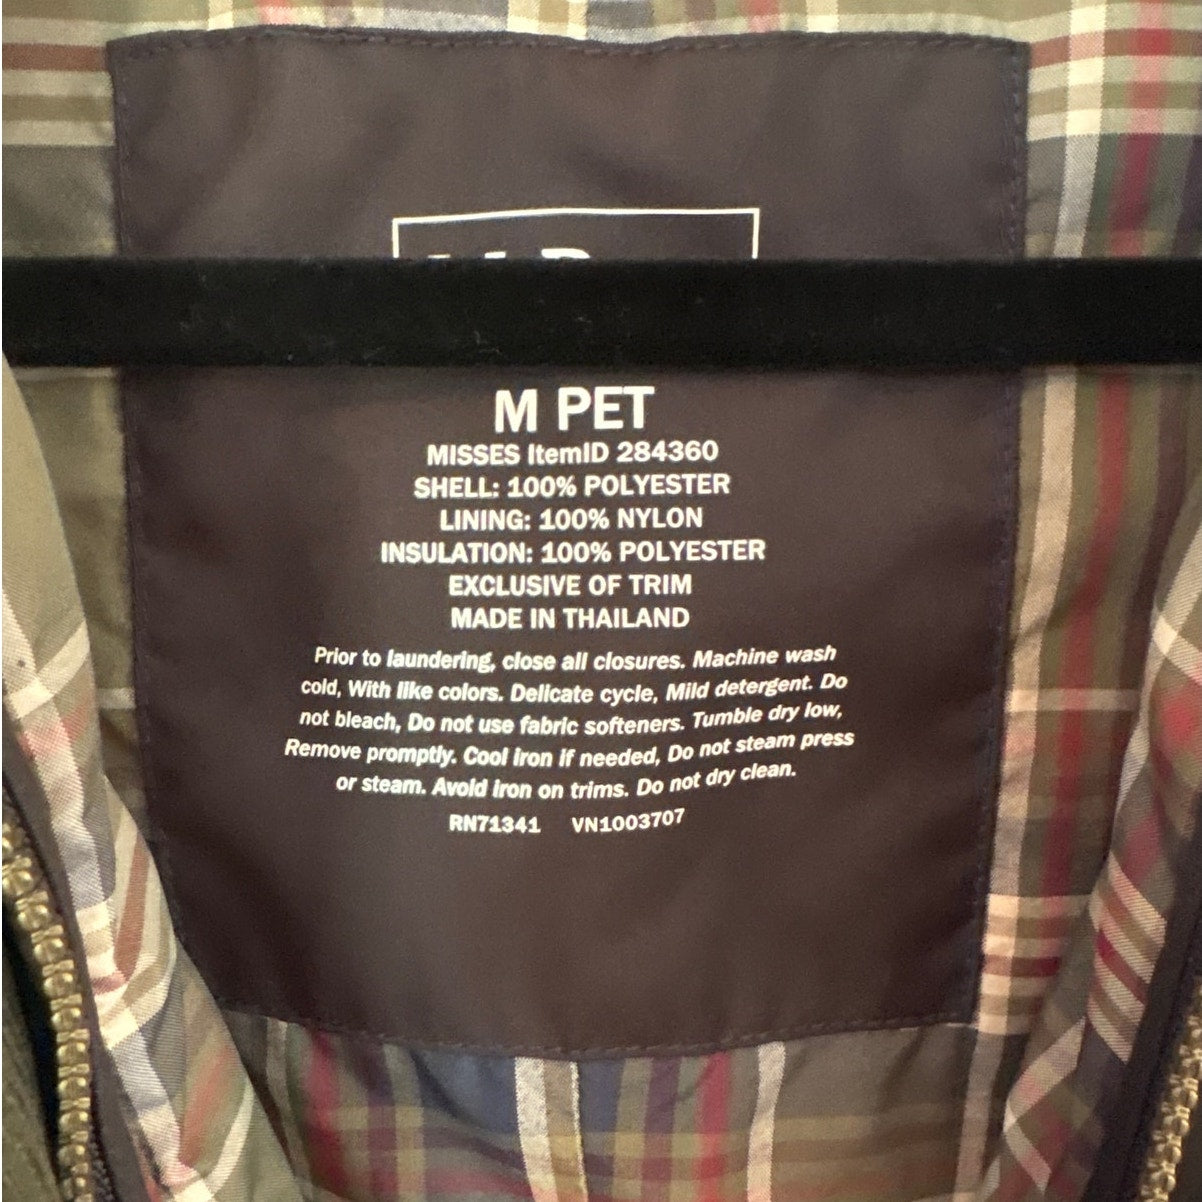 M PET
MISSES ItemID 284360
SHELL: 100% POLYESTER
LINING: 100% NYLON
INSULATION: 100% POLYESTER
EXCLUSIVE OF TRIM
MADE IN THAILAND
Prior to laundering, close all closures. Machine wash
cold, With like colors. Delicate cycle, Mild detergent. Do
not bleach, Do not use fabric softeners. Tumble dry low,
Remove promptly. Cool iron if needed, Do not steam press
or steam. Avoid iron on trims. Do not dry clean.
RN71341 VN1003707